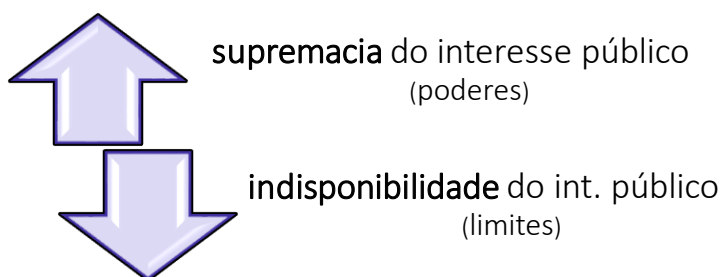 supremacia do interesse público
(poderes)
indisponibilidade do int. público
(limites)